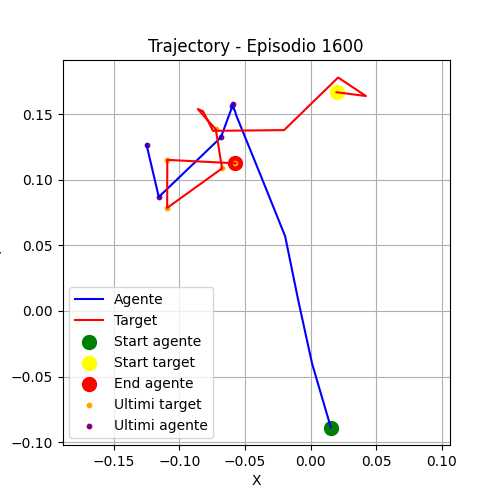 Trajectory - Episodio 1600
0.15
0.10
0.05
0.00
−0.05
−0.10
Agente
Target
Start agente
Start target
End agente
Ultimi target
Ultimi agente
−0.15
−0.10
−0.05
0.00
0.05
0.10
X